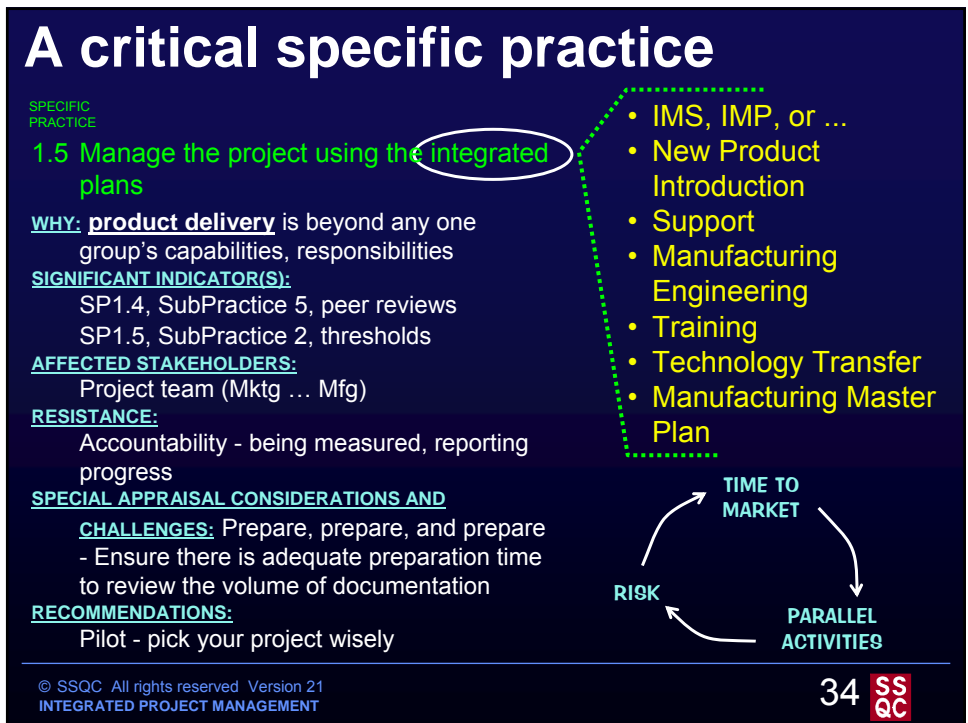 A critical specific practice
SPECIFIC
PRACTICE
1.5 Manage the project using the integrated
plans
WHY: product delivery is beyond any one
group's capabilities, responsibilities
SIGNIFICANT INDICATOR(S):
SP1.4, SubPractice 5, peer reviews
SP1.5, SubPractice 2, thresholds
AFFECTED STAKEHOLDERS:
Project team (Mktg … Mfg)
RESISTANCE:
Accountability - being measured, reporting
progress
SPECIAL APPRAISAL CONSIDERATIONS AND
CHALLENGES: Prepare, prepare, and prepare
- Ensure there is adequate preparation time
to review the volume of documentation
RECOMMENDATIONS:
Pilot - pick your project wisely
• IMS, IMP, or ...
• New Product
Introduction
• Support
• Manufacturing
Engineering
• Training
• Technology Transfer
• Manufacturing Master
Plan
TIME TO
MARKET
RISK
PARALLEL
ACTIVITIES
© SSQC All rights reserved Version 21
INTEGRATED PROJECT MANAGEMENT
34
SS
QC